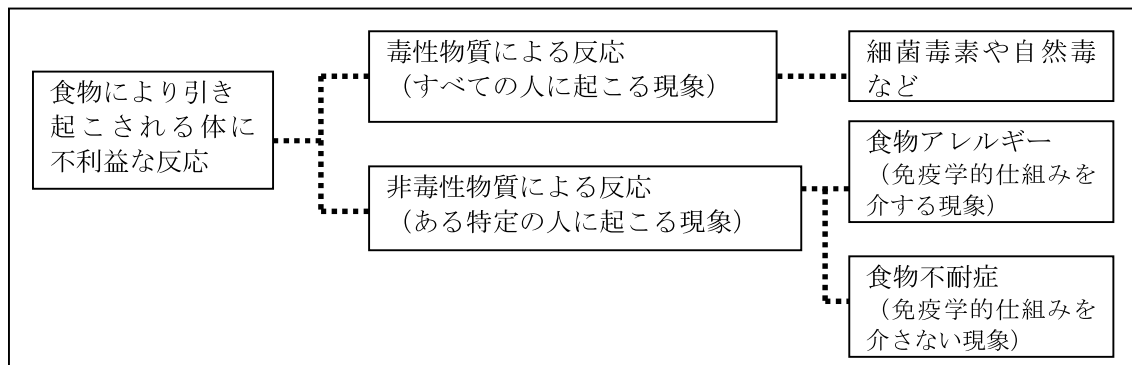 食物により引き
起こされる体に
不利益な反応
毒性物質による反応
（すべての人に起こる現象）
細菌毒素や自然毒
など
非毒性物質による反応
（ある特定の人に起こる現象）
食物アレルギー
（免疫学的仕組みを
介する現象）
食物不耐症
（免疫学的仕組みを
介さない現象）